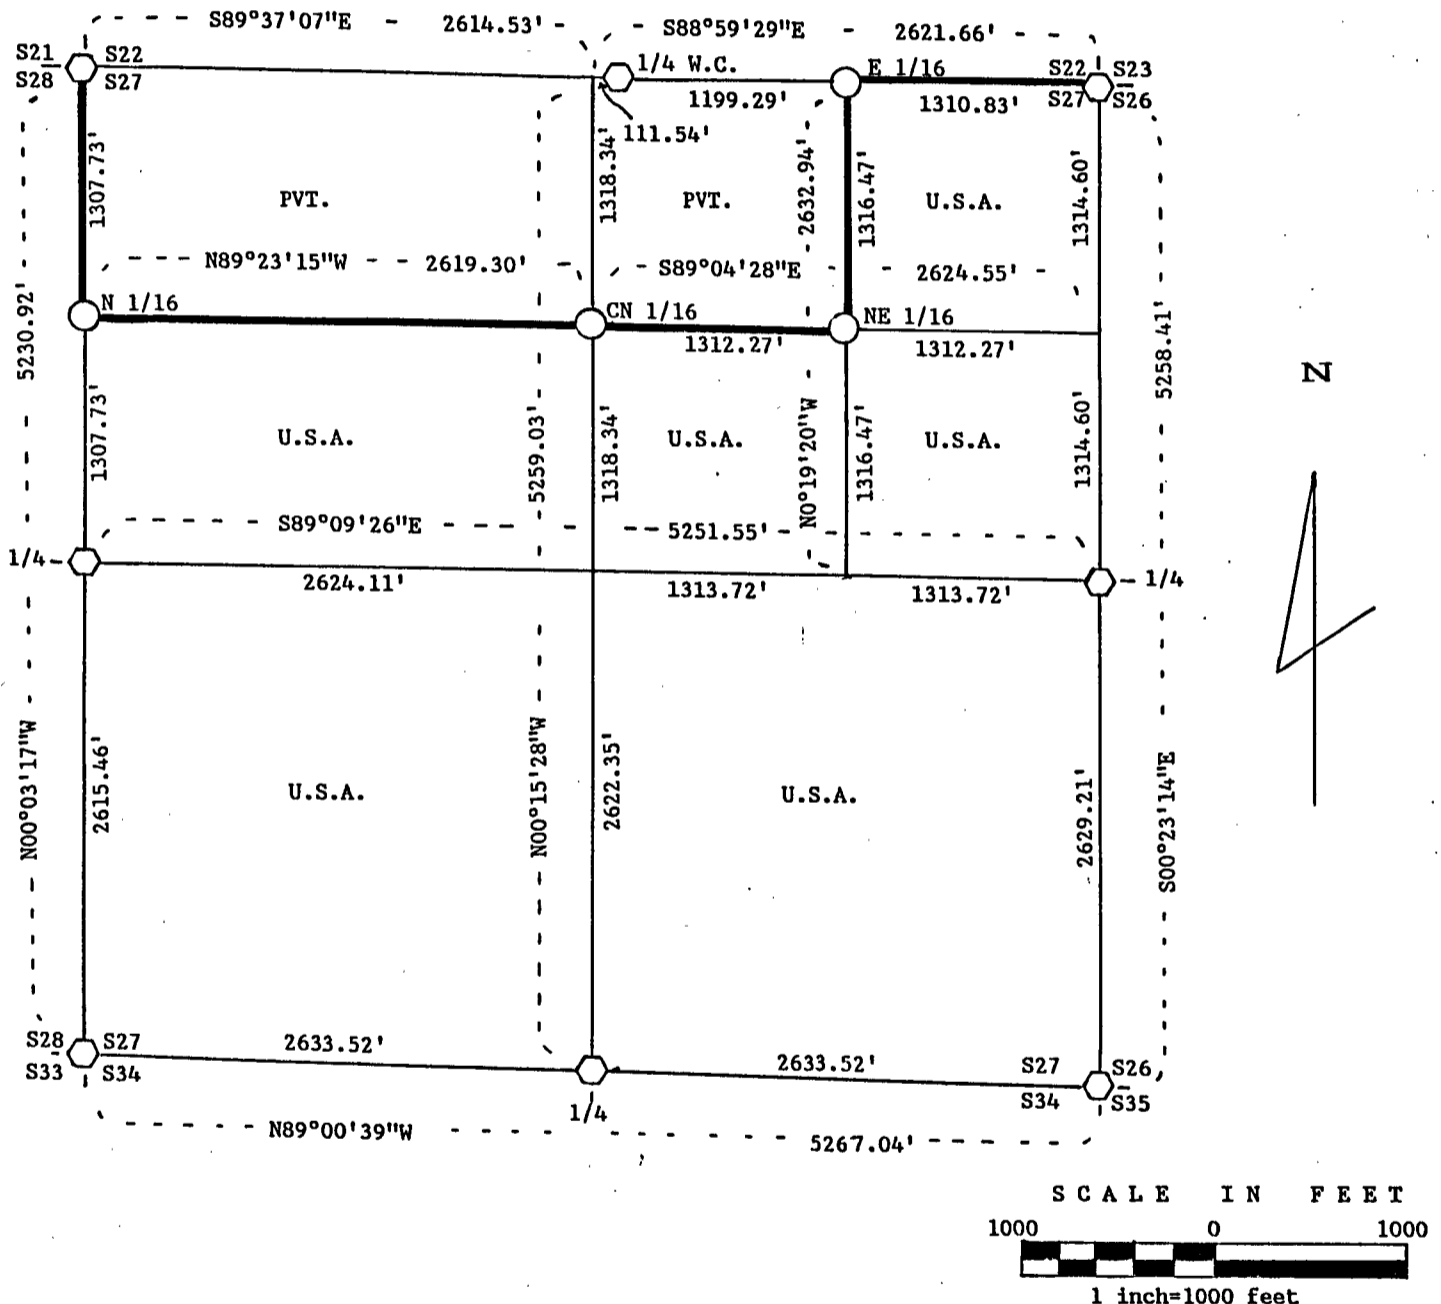 S89°37'07"E - 2614.53' -
- S88°59'29"E - 2621.66' - -
S21 S22
S28 S27
1/4 W.C.
E 1/16
S22 S23
S27 S26
1199.29'
1310.83'
111.54'
1307.73'
1318.34'
2632.94'
1316.47'
1314.60'
PVT.
PVT.
U.S.A.
- - - N89°23'15"W - - 2619.30' -
- S89°04'28"E - - 2624.55' -
N 1/16
CN 1/16
NE 1/16
1312.27'
1312.27'
5230.92'
5258.41'
N
1307.73'
5259.03'
1318.34'
N0°19'20"W
1316.47'
1314.60'
U.S.A.
U.S.A.
U.S.A.
- - - - S89°09'26"E - - - - - 5251.55' - - - - - -
1/4
1/4
2624.11'
1313.72'
1313.72'
N00°03'17"W
2615.46'
N00°15'28"W
2622.35'
2629.21'
S00°23'14"E
U.S.A.
U.S.A.
S28 S27
S33 S34
2633.52'
2633.52'
S27 S26
S34 S35
1/4
- - - - N89°00'39"W - - - - - - - - 5267.04' - - - -
SCALE IN FEET
1000 0 1000
1 inch=1000 feet